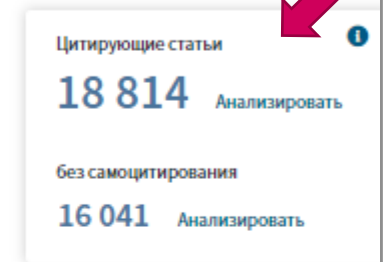 Цитирующие статьи
18 814 Анализировать
без самоцитирования
16 041 Анализировать